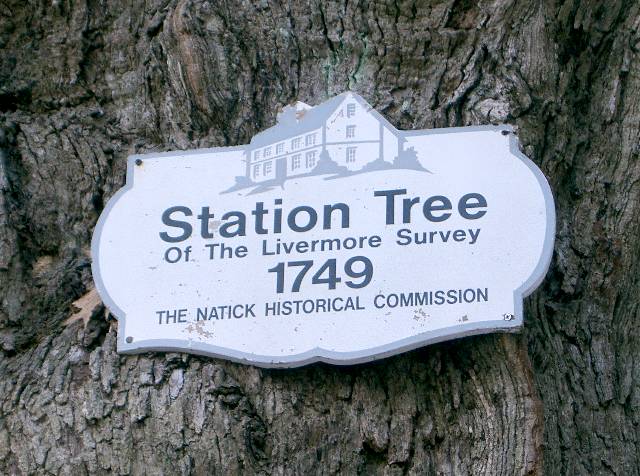 Station Tree
Of The Livermore Survey
1749
THE NATICK HISTORICAL COMMISSION